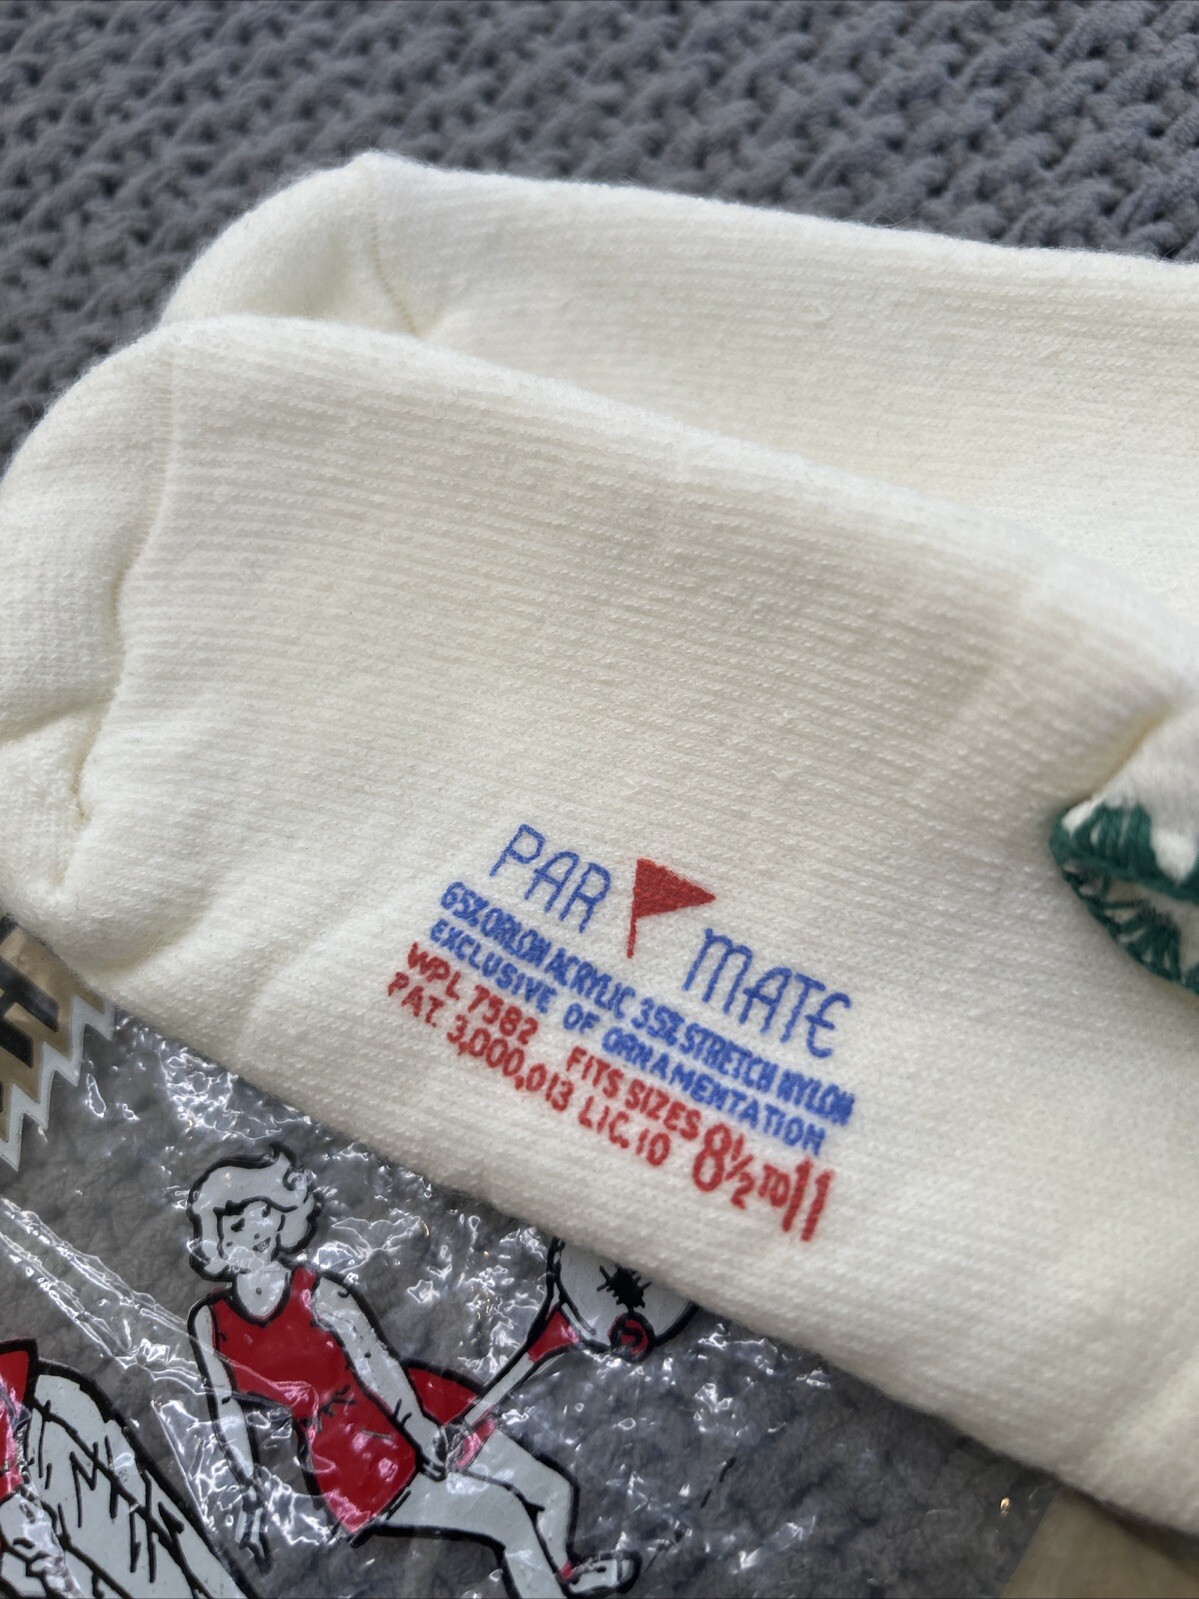 PAR MATE
65% ORLON ACRYLIC 35% STRETCH NYLON
EXCLUSIVE OF ORNAMENTATION
WPL 7582 FITS SIZES 8½ TO 11
PAT. 3,000,013 LIC. 10